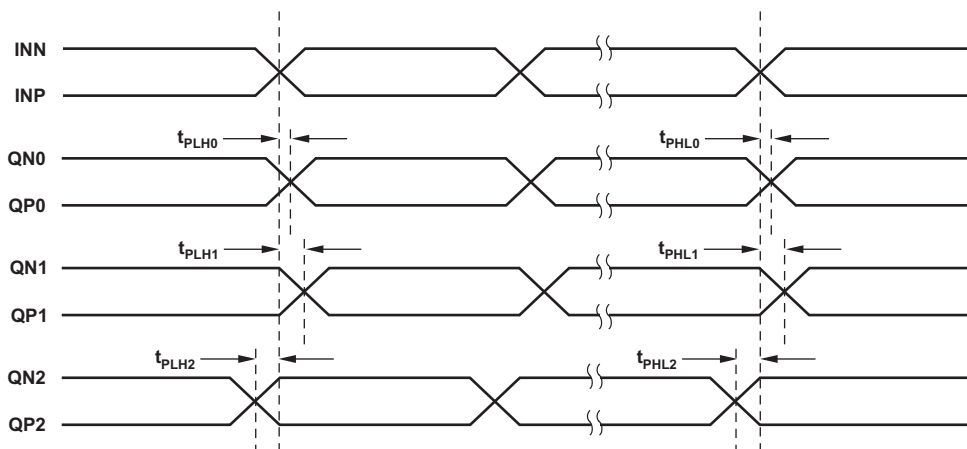 INN
INP
tPLH0 tPHL0
QN0
QP0
tPLH1 tPHL1
QN1
QP1
tPLH2 tPHL2
QN2
QP2